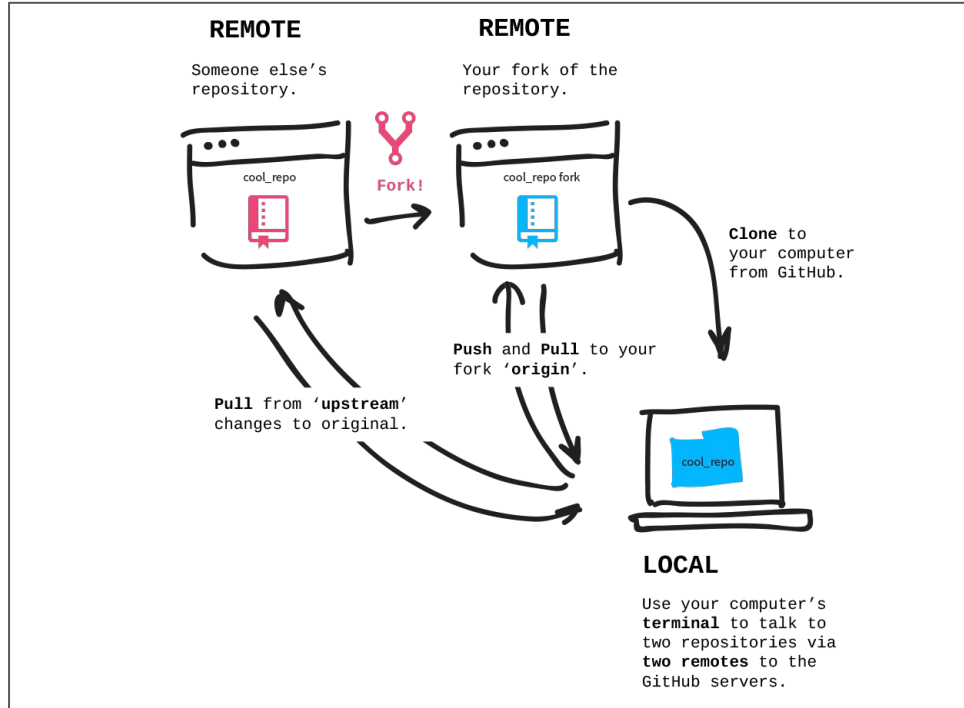 REMOTE
Someone else’s
repository.
REMOTE
Your fork of the
repository.
cool_repo
Fork!
cool_repo fork
Clone to
your computer
from GitHub.
Push and Pull to your
fork ‘origin’.
Pull from ‘upstream’
changes to original.
cool_repo
LOCAL
Use your computer’s
terminal to talk to
two repositories via
two remotes to the
GitHub servers.